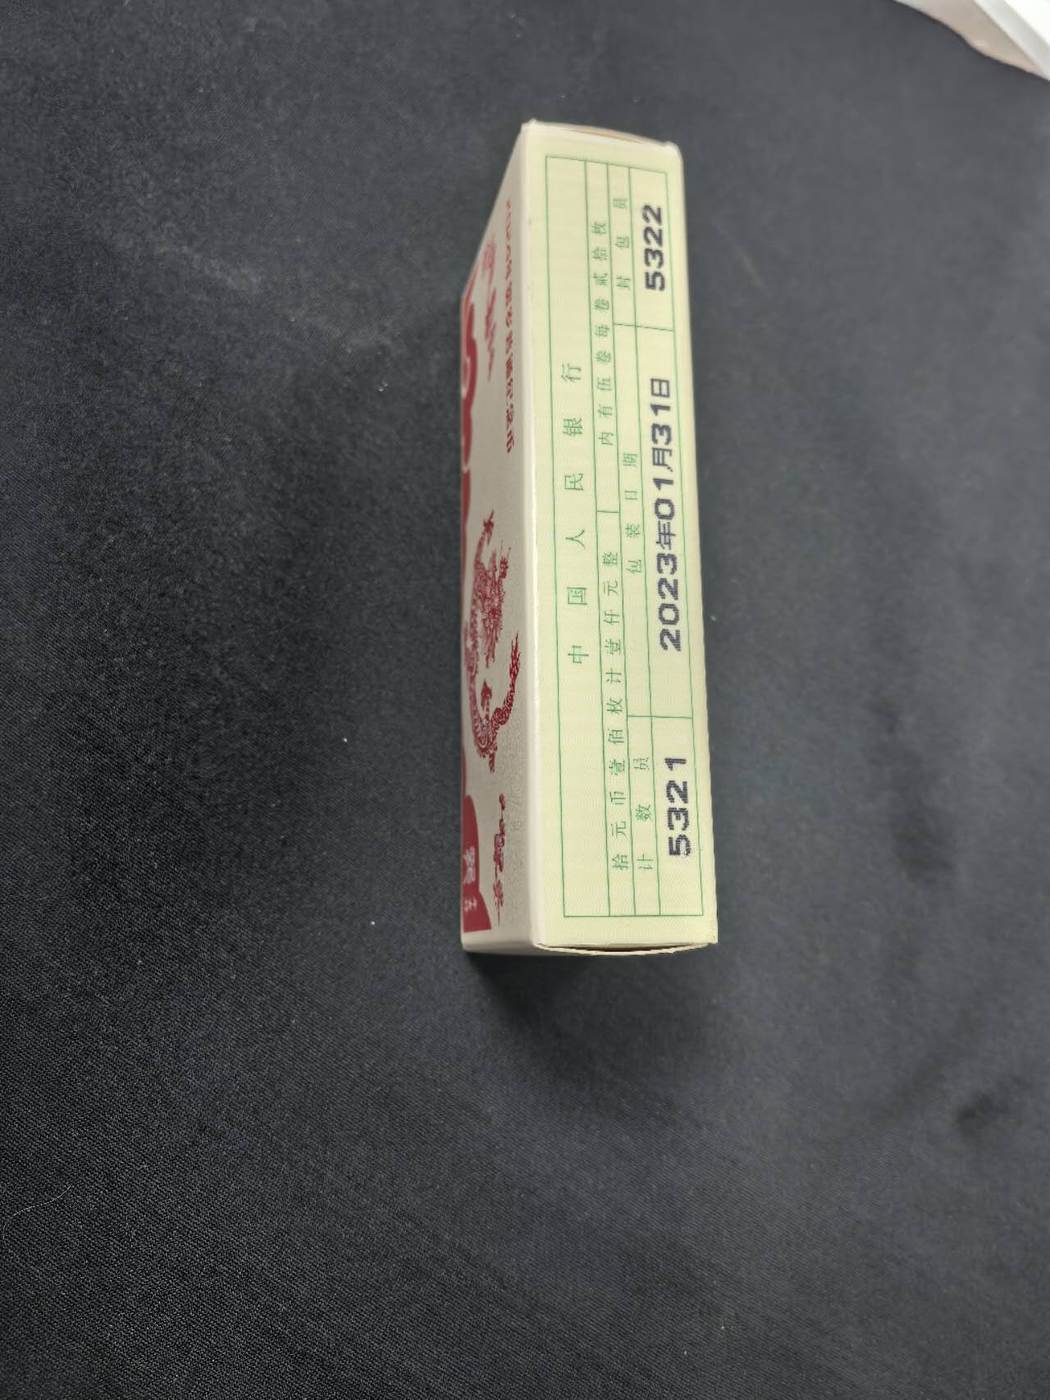 中国人民银行
拾元币壹佰枚计壹仟元整
内有伍卷每卷贰拾枚
计数员
包装日期
封包员
5321
2023年01月31日
5322